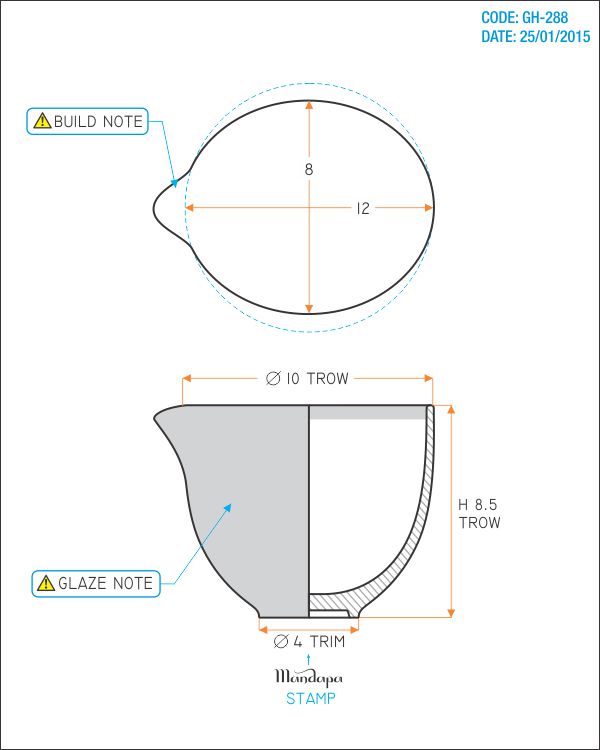 CODE: GH-288
DATE: 25/01/2015
BUILD NOTE
8
12
Ø 10 TROW
H 8.5
TROW
GLAZE NOTE
Ø 4 TRIM
Mandapa
STAMP